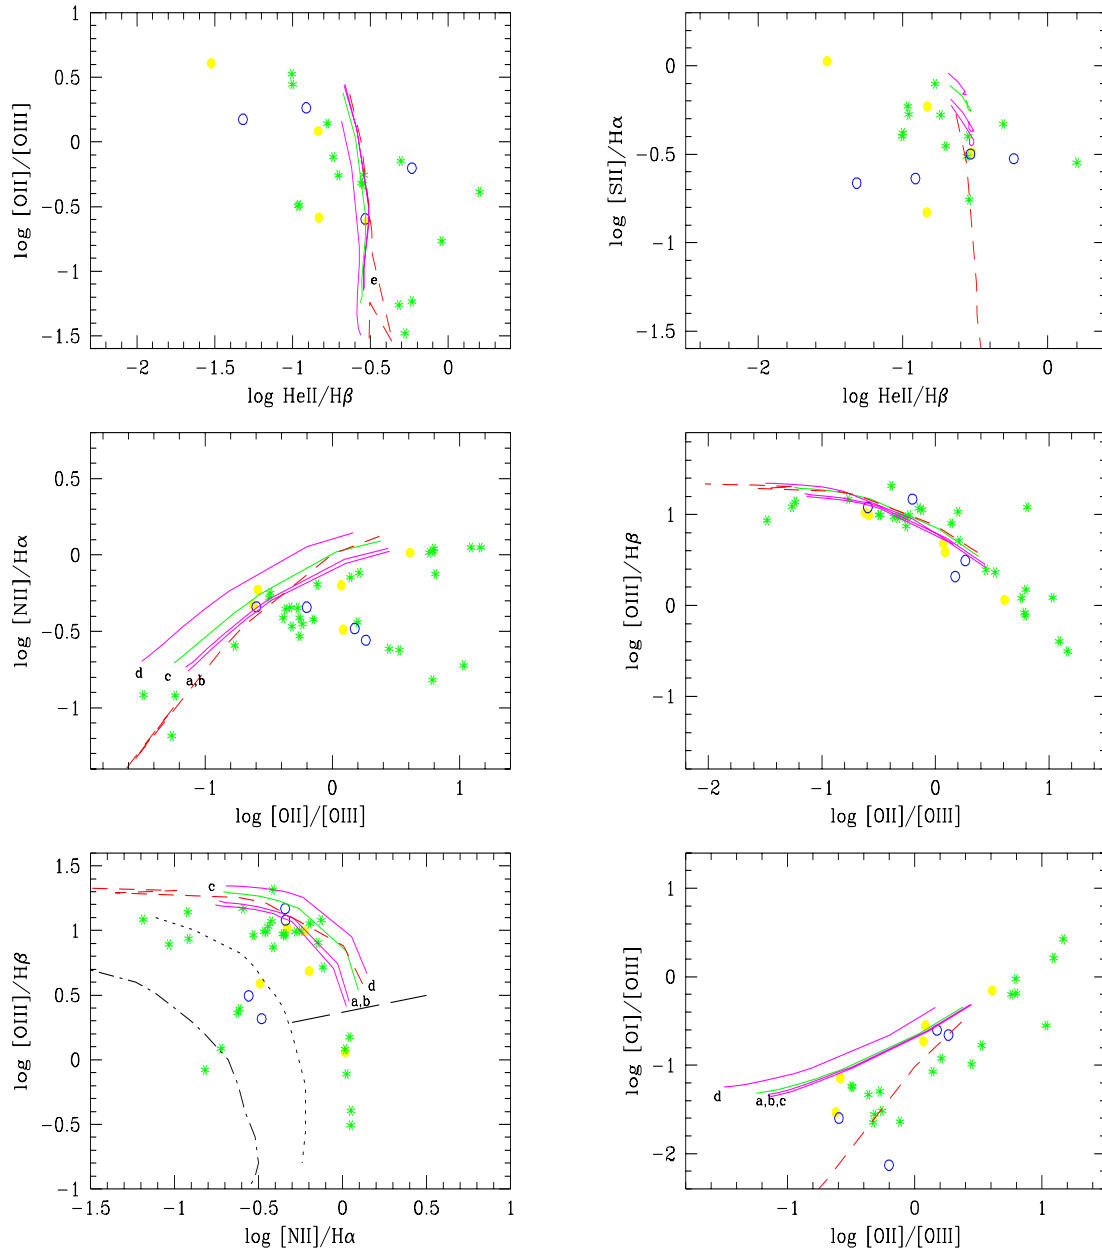 log [OII]/[OIII]
1
0.5
0
−0.5
−1
−1.5
e
−2 −1.5 −1 −0.5 0
log HeII/Hβ
log [SII]/Hα
0
−0.5
−1
−1.5
−2 −1 0
log HeII/Hβ
log [NII]/Hα
0.5
0
−0.5
−1
d c a,b
−1 0 1
log [OII]/[OIII]
log [OIII]/Hβ
1
0
−1
−2 −1 0 1
log [OII]/[OIII]
log [OIII]/Hβ
1.5
1
0.5
0
−0.5
−1
c
d
a,b
−1.5 −1 −0.5 0 0.5 1
log [NII]/Hα
log [OI]/[OIII]
1
0
−1
−2
d a,b,c
−1 0 1
log [OII]/[OIII]